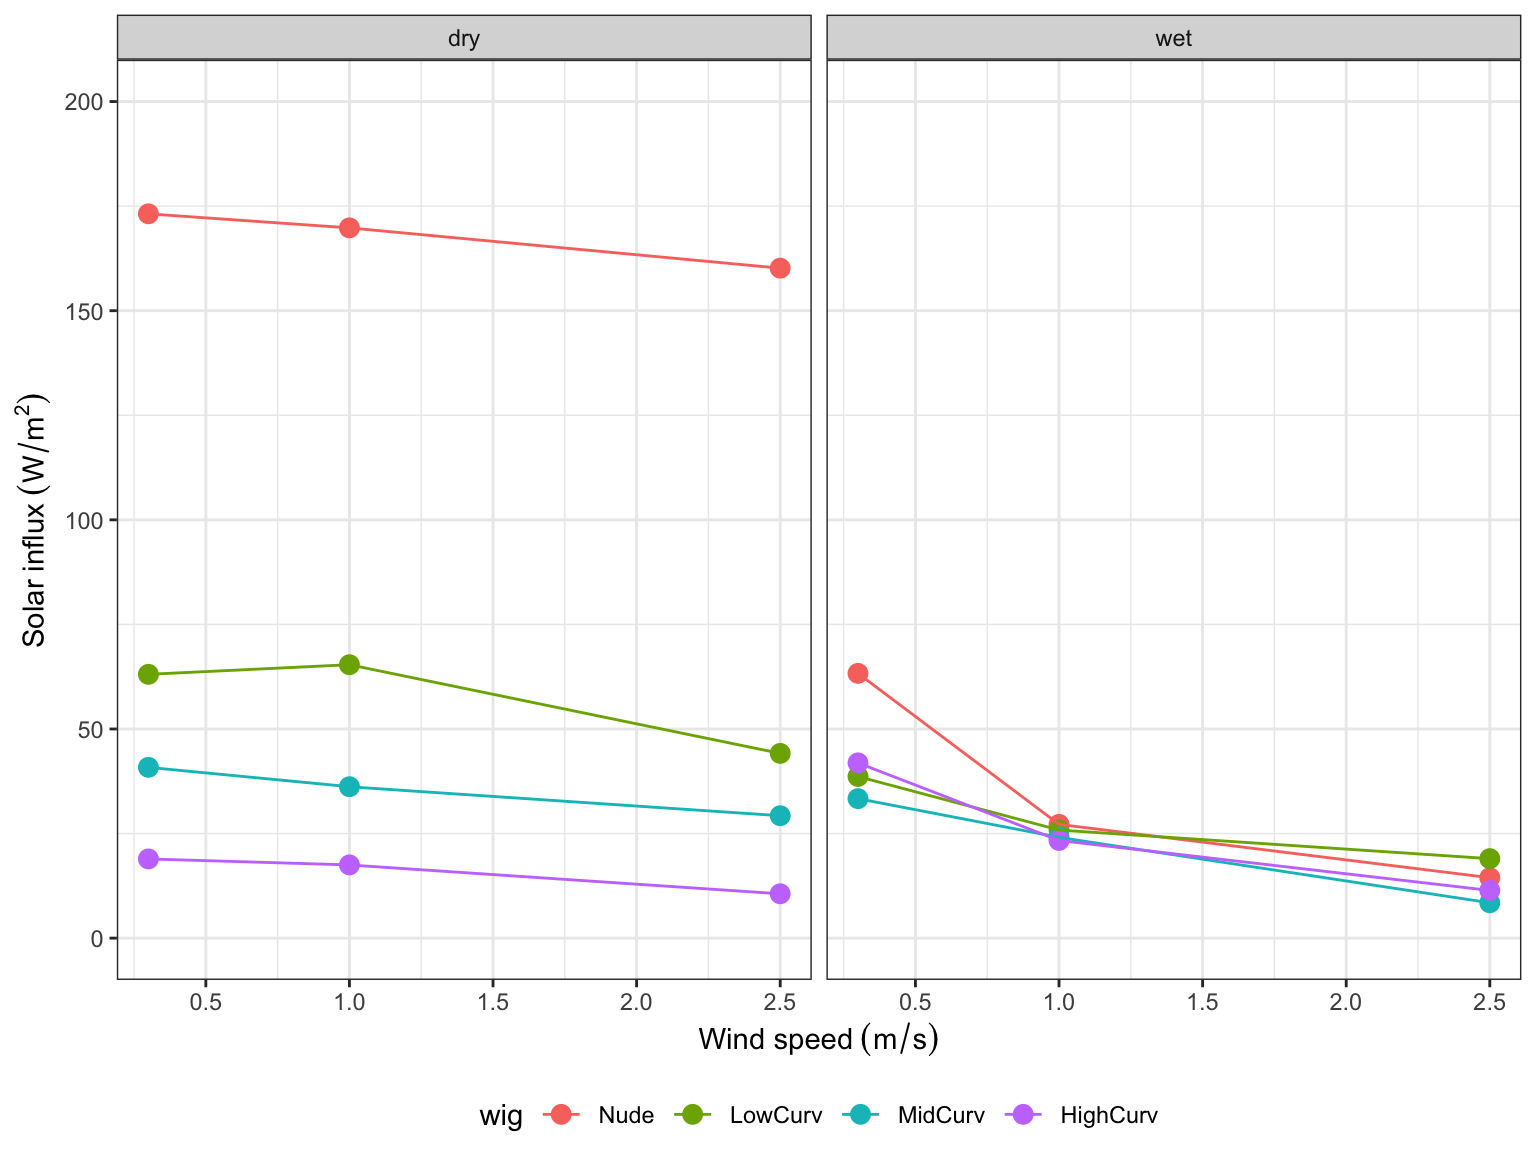 dry
wet
200
150
100
50
0
Solar influx (W/m²)
0.5 1.0 1.5 2.0 2.5
0.5 1.0 1.5 2.0 2.5
Wind speed (m/s)
wig Nude LowCurv MidCurv HighCurv